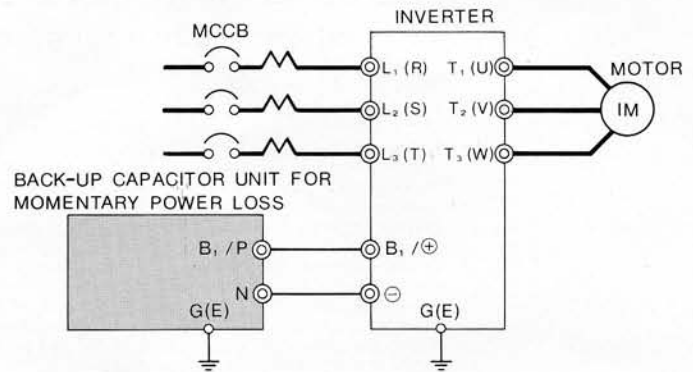 INVERTER
MCCB
L₁ (R)
T₁ (U)
MOTOR
L₂ (S)
T₂ (V)
IM
L₃ (T)
T₃ (W)
BACK-UP CAPACITOR UNIT FOR
MOMENTARY POWER LOSS
B₁ /P
B₁ /⊕
N
⊖
G(E)
G(E)